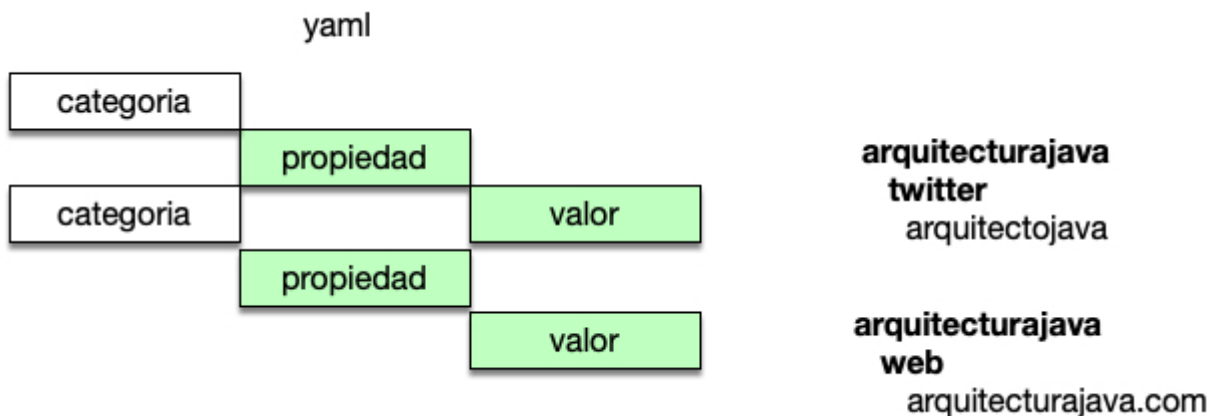 yaml
categoria
propiedad
categoria
valor
propiedad
valor
arquitecturajava
twitter
arquitectojava
arquitecturajava
web
arquitecturajava.com